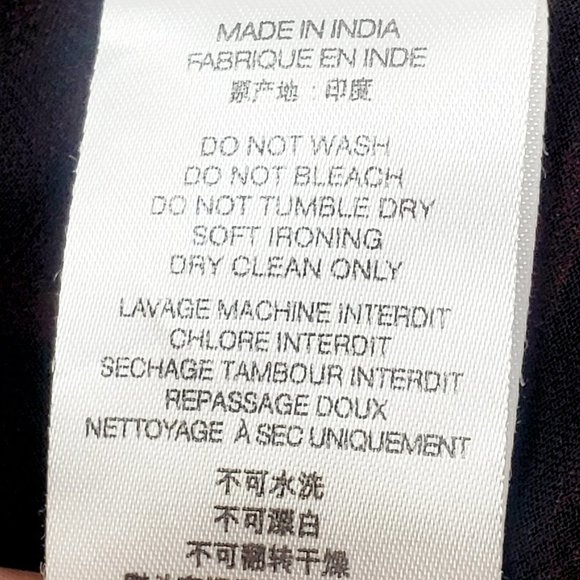 MADE IN INDIA
FABRIQUE EN INDE
原产地：印度
DO NOT WASH
DO NOT BLEACH
DO NOT TUMBLE DRY
SOFT IRONING
DRY CLEAN ONLY
LAVAGE MACHINE INTERDIT
CHLORE INTERDIT
SECHAGE TAMBOUR INTERDIT
REPASSAGE DOUX
NETTOYAGE À SEC UNIQUEMENT
不可水洗
不可漂白
不可翻转干燥